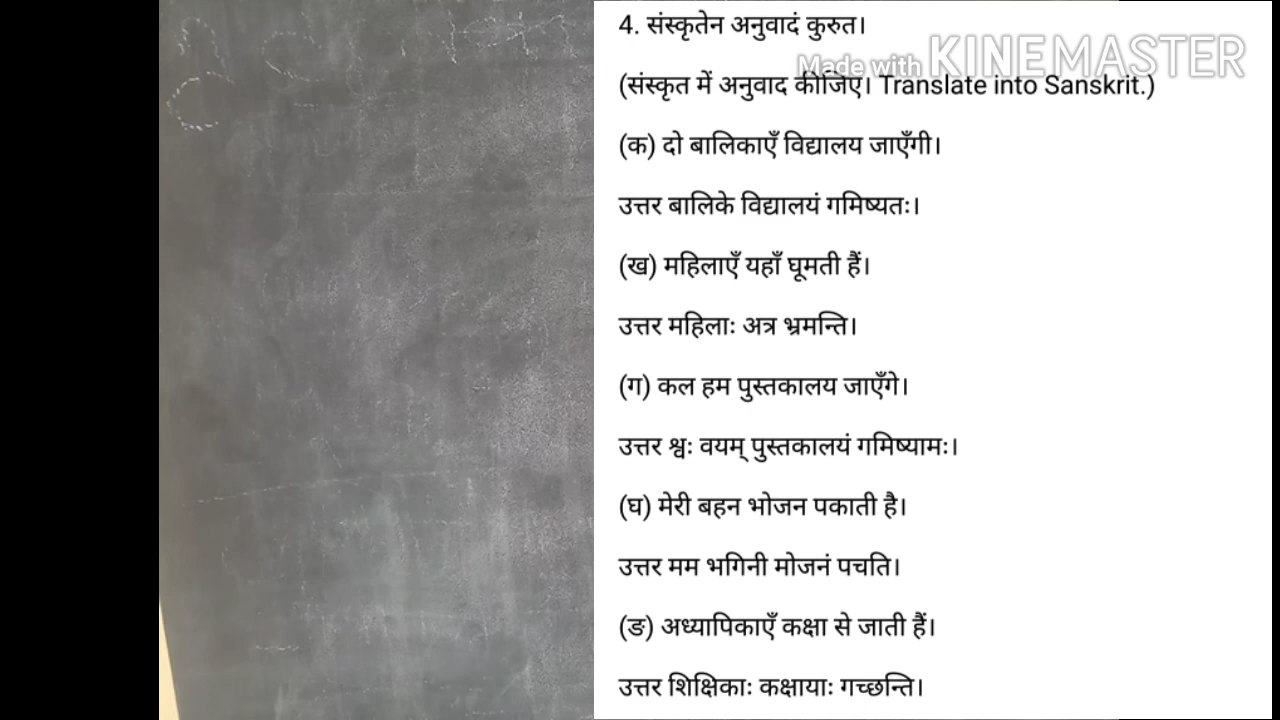 4. संस्कृतेन अनुवादं कुरुत।
Made with KINEMASTER
(संस्कृत में अनुवाद कीजिए। Translate into Sanskrit.)
(क) दो बालिकाएँ विद्यालय जाएँगी।
उत्तर बालिके विद्यालयं गमिष्यतः।
(ख) महिलाएँ यहाँ घूमती हैं।
उत्तर महिलाः अत्र भ्रमन्ति।
(ग) कल हम पुस्तकालय जाएँगे।
उत्तर श्वः वयम् पुस्तकालयं गमिष्यामः।
(घ) मेरी बहन भोजन पकाती है।
उत्तर मम भगिनी मोजनं पचति।
(ङ) अध्यापिकाएँ कक्षा से जाती हैं।
उत्तर शिक्षिकाः कक्षायाः गच्छन्ति।